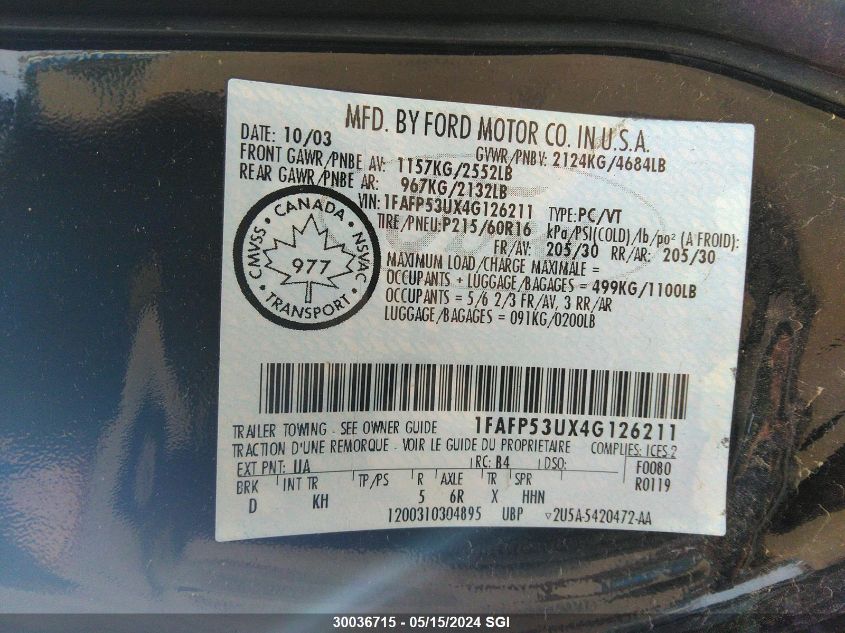 MFD. BY FORD MOTOR CO. IN U.S.A.
DATE: 10/03 GVWR/PNBV: 2124KG/4684LB
FRONT GAWR/PNBE AV: 1157KG/2552LB
REAR GAWR/PNBE AR: 967KG/2132LB
VIN: 1FAFP53UX4G126211 TYPE: PC/VT
TIRE/PNEU: P215/60R16 kPa/PSI(COLD)/lb/po² (A FROID):
FR/AV: 205/30 RR/AR: 205/30
MAXIMUM LOAD/CHARGE MAXIMALE =
OCCUPANTS + LUGGAGE/BAGAGES = 499KG/1100LB
OCCUPANTS = 5/6 2/3 FR/AV, 3 RR/AR
LUGGAGE/BAGAGES = 091KG/0200LB
CANADA
CMVSS NSVAC
977
TRANSPORT
1FAFP53UX4G126211
TRAILER TOWING - SEE OWNER GUIDE
TRACTION D'UNE REMORQUE - VOIR LE GUIDE DU PROPRIETAIRE COMPLIES: ICES 2
EXT PNT: UA RC: B4 DSO: F0080
BRK INT TR TP/PS R AXLE TR SPR R0119
D KH 5 6R X HHN
1200310304895 UBP ▽2U5A-5420472-AA
30036715 - 05/15/2024 SGI